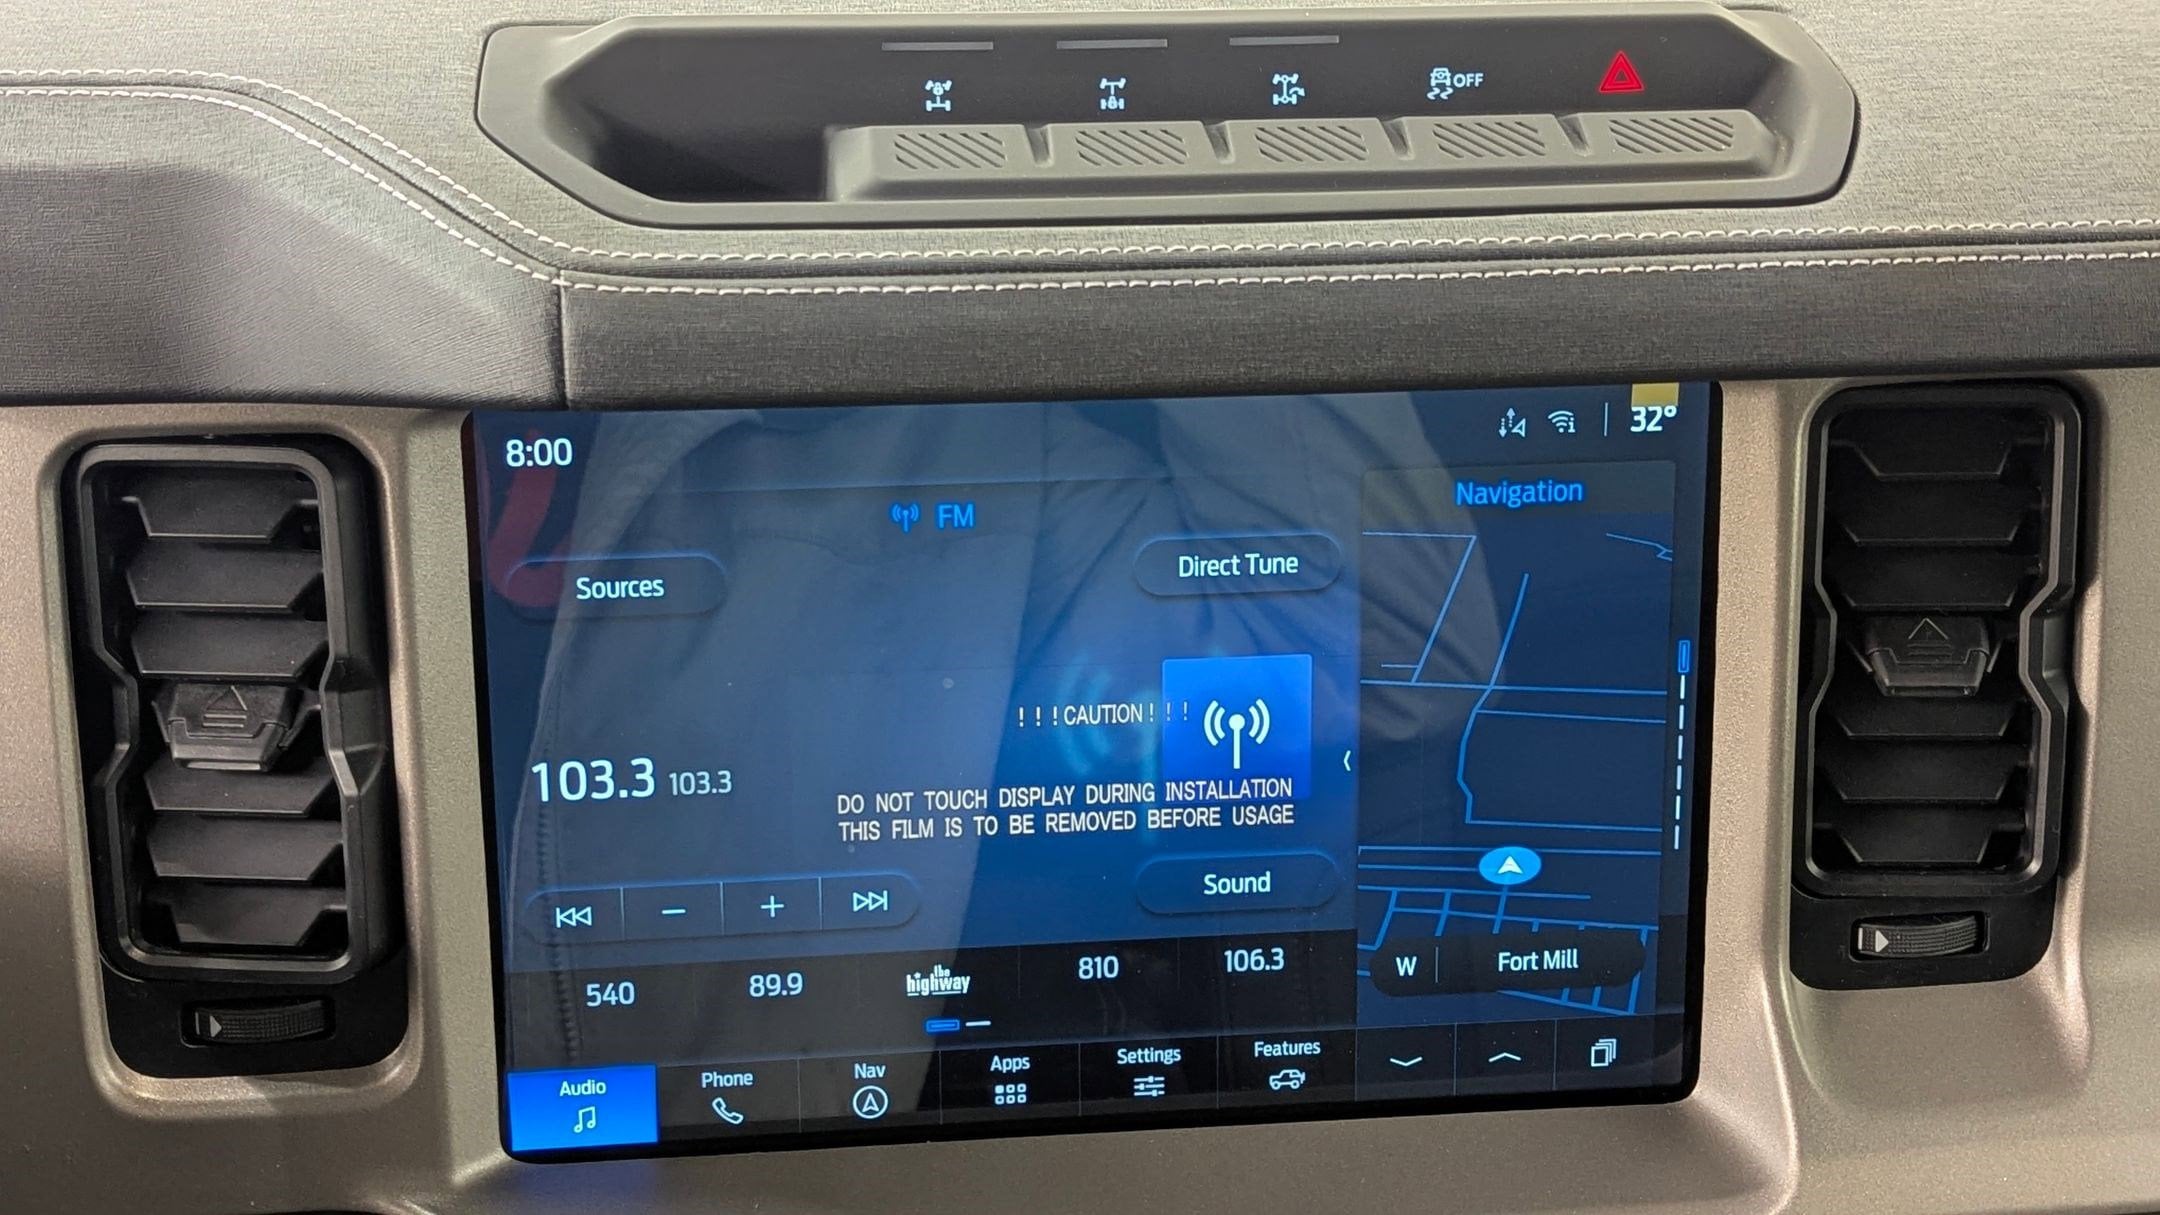 OFF
8:00
32°
FM
Navigation
Sources
Direct Tune
! ! ! CAUTION ! ! !
103.3 103.3
DO NOT TOUCH DISPLAY DURING INSTALLATION
THIS FILM IS TO BE REMOVED BEFORE USAGE
Sound
540
89.9
the highway
810
106.3
W
Fort Mill
Audio
Phone
Nav
Apps
Settings
Features